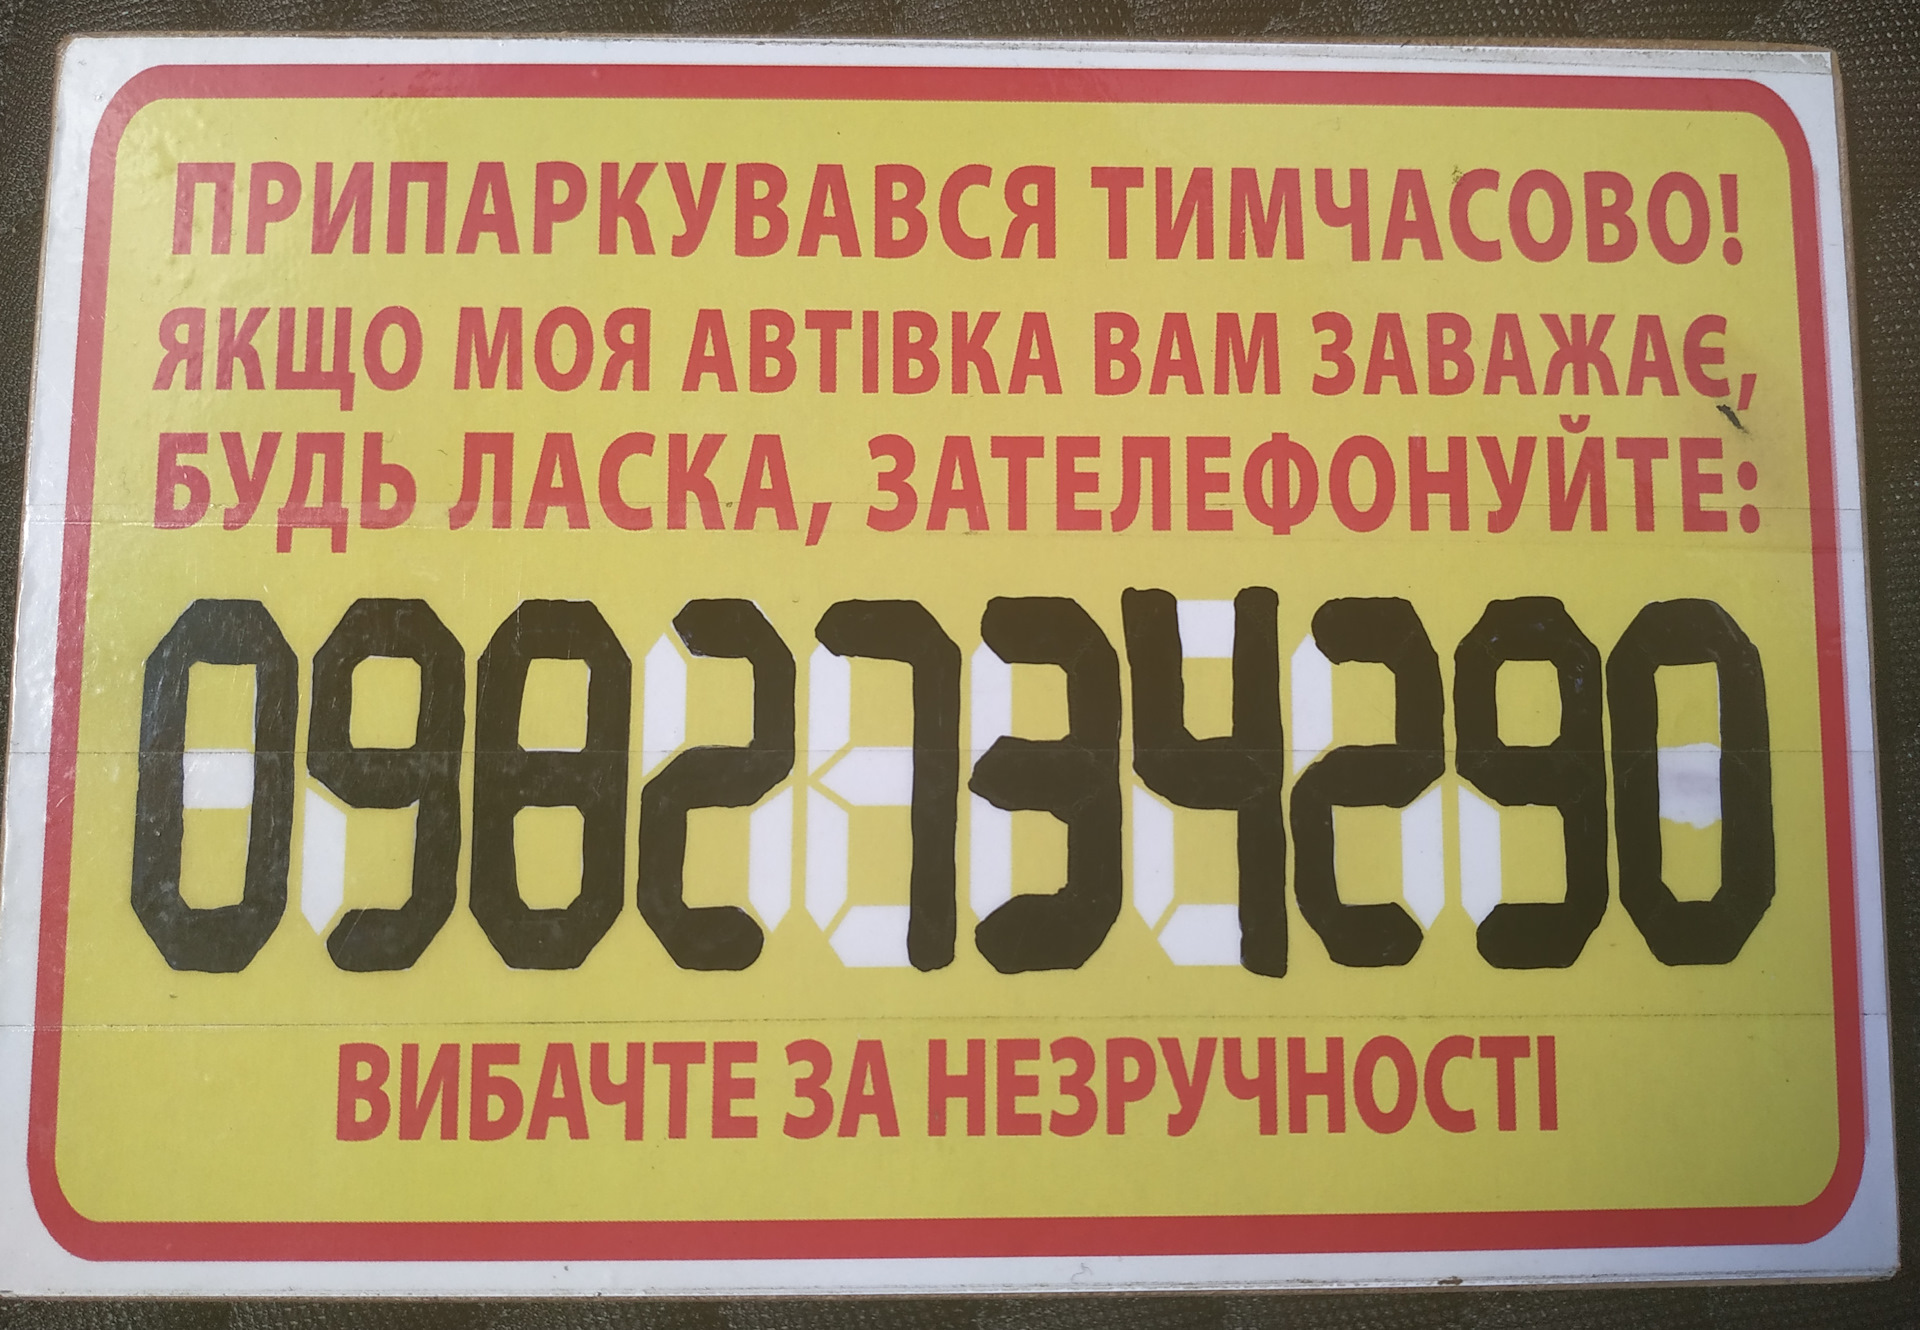 ПРИПАРКУВАВСЯ ТИМЧАСОВО!
ЯКЩО МОЯ АВТІВКА ВАМ ЗАВАЖАЄ,
БУДЬ ЛАСКА, ЗАТЕЛЕФОНУЙТЕ:
0982734290
ВИБАЧТЕ ЗА НЕЗРУЧНОСТІ